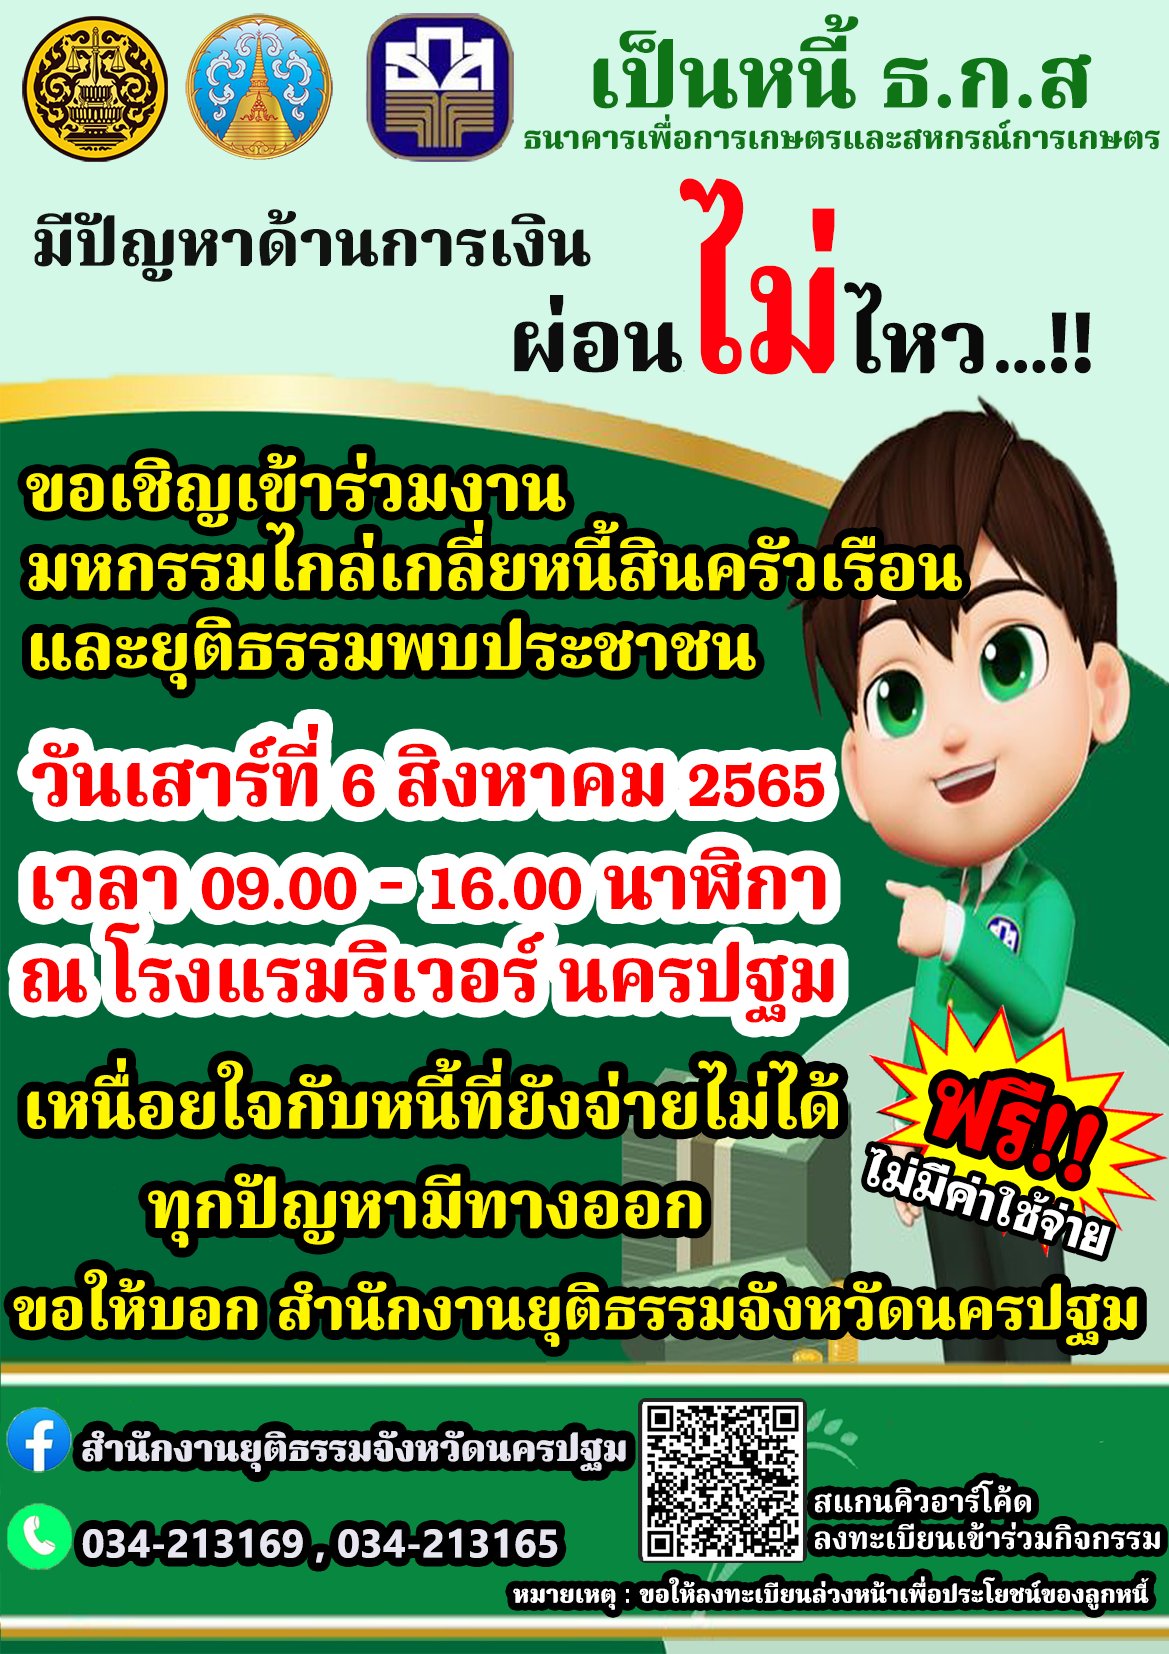 ธกส
เป็นหนี้ ธ.ก.ส
ธนาคารเพื่อการเกษตรและสหกรณ์การเกษตร
มีปัญหาด้านการเงิน
ผ่อนไม่ไหว...!!
ขอเชิญเข้าร่วมงาน
มหกรรมไกล่เกลี่ยหนี้สินครัวเรือน
และยุติธรรมพบประชาชน
วันเสาร์ที่ 6 สิงหาคม 2565
เวลา 09.00 - 16.00 นาฬิกา
ณ โรงแรมริเวอร์ นครปฐม
เหนื่อยใจกับหนี้ที่ยังจ่ายไม่ได้
ฟรี!!
ไม่มีค่าใช้จ่าย
ทุกปัญหามีทางออก
ขอให้บอก สำนักงานยุติธรรมจังหวัดนครปฐม
สำนักงานยุติธรรมจังหวัดนครปฐม
034-213169 , 034-213165
สแกนคิวอาร์โค้ด
ลงทะเบียนเข้าร่วมกิจกรรม
หมายเหตุ : ขอให้ลงทะเบียนล่วงหน้าเพื่อประโยชน์ของลูกหนี้